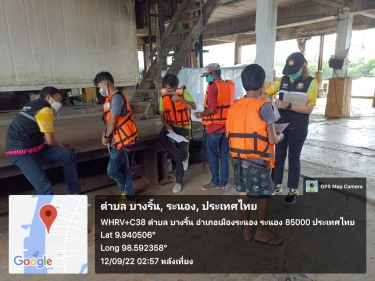 GPS Map Camera
ตำบล บางริ้น, ระนอง, ประเทศไทย
WHRV+C38 ตำบล บางริ้น อำเภอเมืองระนอง ระนอง 85000 ประเทศไทย
Lat 9.940506°
Long 98.592358°
12/09/22 02:57 หลังเที่ยง
Google